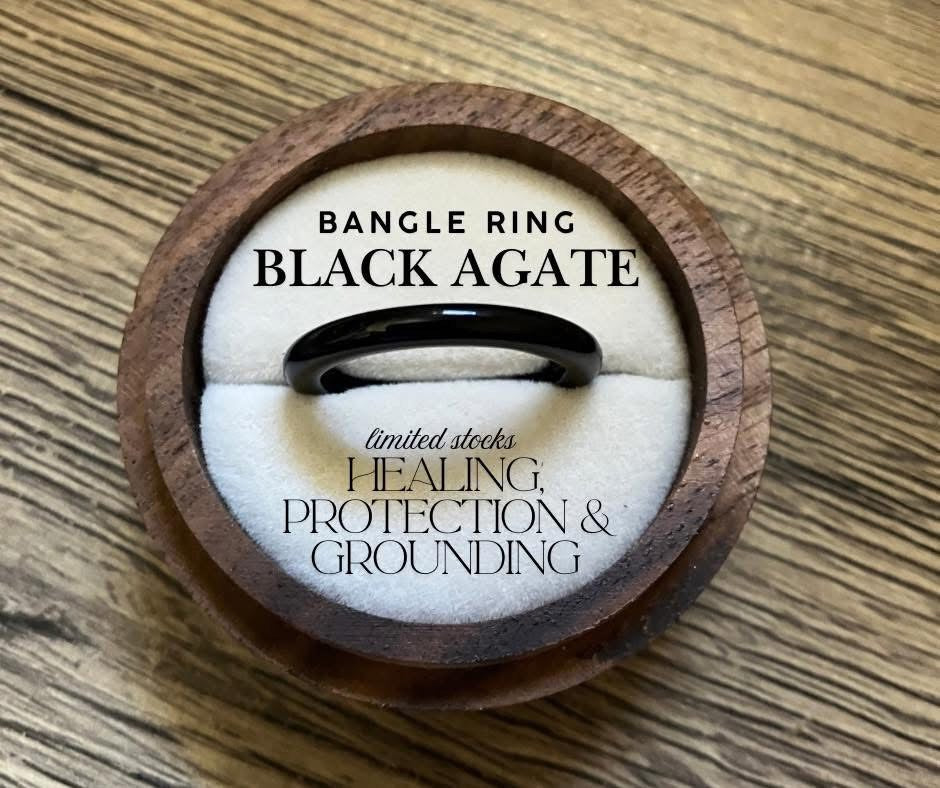 BANGLE RING
BLACK AGATE
limited stocks
HEALING,
PROTECTION &
GROUNDING